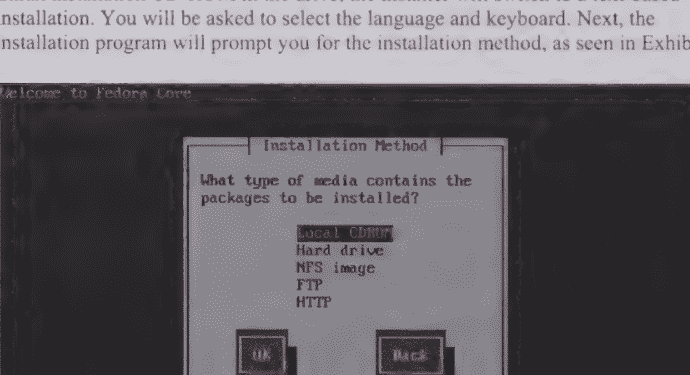 installation. You will be asked to select the language and keyboard. Next, the
installation program will prompt you for the installation method, as seen in Exhib
Welcome to Fedora Core
Installation Method
What type of media contains the
packages to be installed?
Local CDROM
Hard drive
NFS image
FTP
HTTP
OK
Back